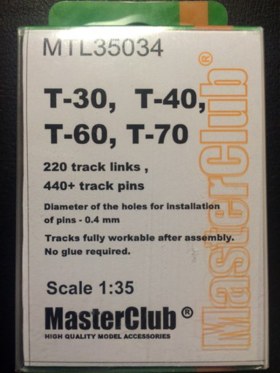 MTL35034
T-30, T-40,
T-60, T-70
220 track links ,
440+ track pins
Diameter of the holes for installation
of pins - 0.4 mm
Tracks fully workable after assembly.
No glue required.
Scale 1:35
MasterClub ®
HIGH QUALITY MODEL ACCESSORIES
MasterClub®